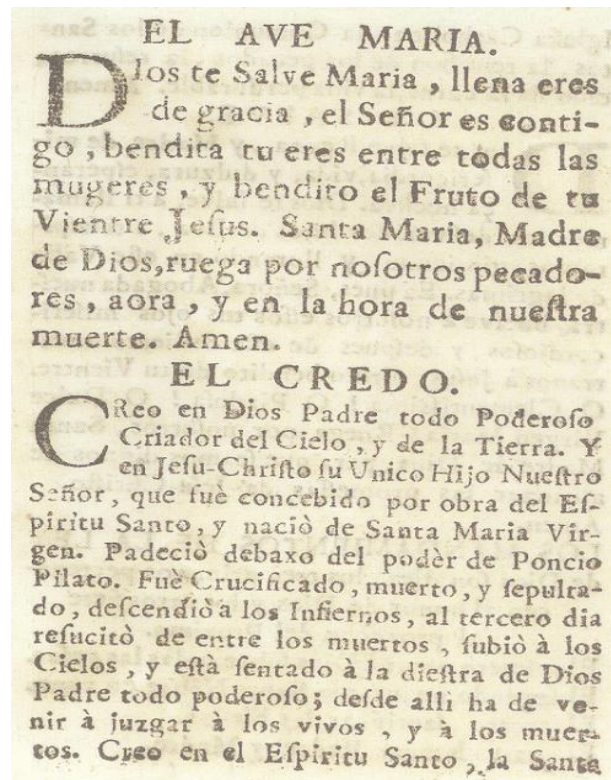 EL AVE MARIA.
DIos te Salve Maria, llena eres
de gracia, el Señor es conti-
go, bendita tu eres entre todas las
mugeres, y bendito el Fruto de tu
Vientre Jeſus. Santa Maria, Madre
de Dios, ruega por noſotros pecado-
res, aora, y en la hora de nueſtra
muerte. Amen.
EL CREDO.
CReo en Dios Padre todo Poderoſo
Criador del Cielo, y de la Tierra. Y
en Jeſu-Chriſto ſu Unico Hijo Nueſtro
Señor, que fuè concebido por obra del Eſ-
piritu Santo, y naciò de Santa Maria Vir-
gen. Padeciò debaxo del podèr de Poncio
Pilato. Fuè Crucificado, muerto, y ſepulta-
do, deſcendiò à los Infiernos, al tercero dia
reſucitò de entre los muertos, ſubiò à los
Cielos, y eſtà ſentado à la dieſtra de Dios
Padre todo poderoſo; deſde alli ha de ve-
nir à juzgar à los vivos, y à los muer-
tos. Creo en el Eſpiritu Santo, la Santa